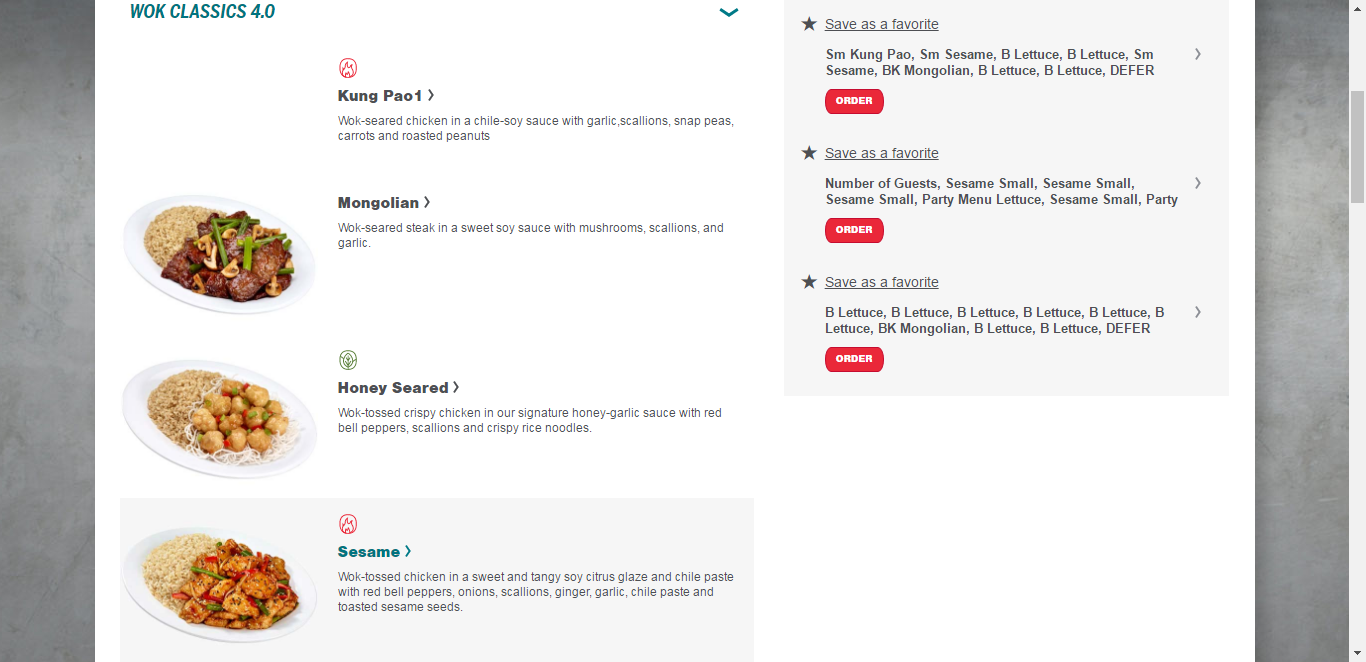 WOK CLASSICS 4.0
Kung Pao1
Wok-seared chicken in a chile-soy sauce with garlic,scallions, snap peas,
carrots and roasted peanuts
Mongolian
Wok-seared steak in a sweet soy sauce with mushrooms, scallions, and
garlic.
Honey Seared
Wok-tossed crispy chicken in our signature honey-garlic sauce with red
bell peppers, scallions and crispy rice noodles.
Sesame
Wok-tossed chicken in a sweet and tangy soy citrus glaze and chile paste
with red bell peppers, onions, scallions, ginger, garlic, chile paste and
toasted sesame seeds.
Save as a favorite
Sm Kung Pao, Sm Sesame, B Lettuce, B Lettuce, Sm
Sesame, BK Mongolian, B Lettuce, B Lettuce, DEFER
ORDER
Save as a favorite
Number of Guests, Sesame Small, Sesame Small,
Sesame Small, Party Menu Lettuce, Sesame Small, Party
ORDER
Save as a favorite
B Lettuce, B Lettuce, B Lettuce, B Lettuce, B Lettuce, B
Lettuce, BK Mongolian, B Lettuce, B Lettuce, DEFER
ORDER